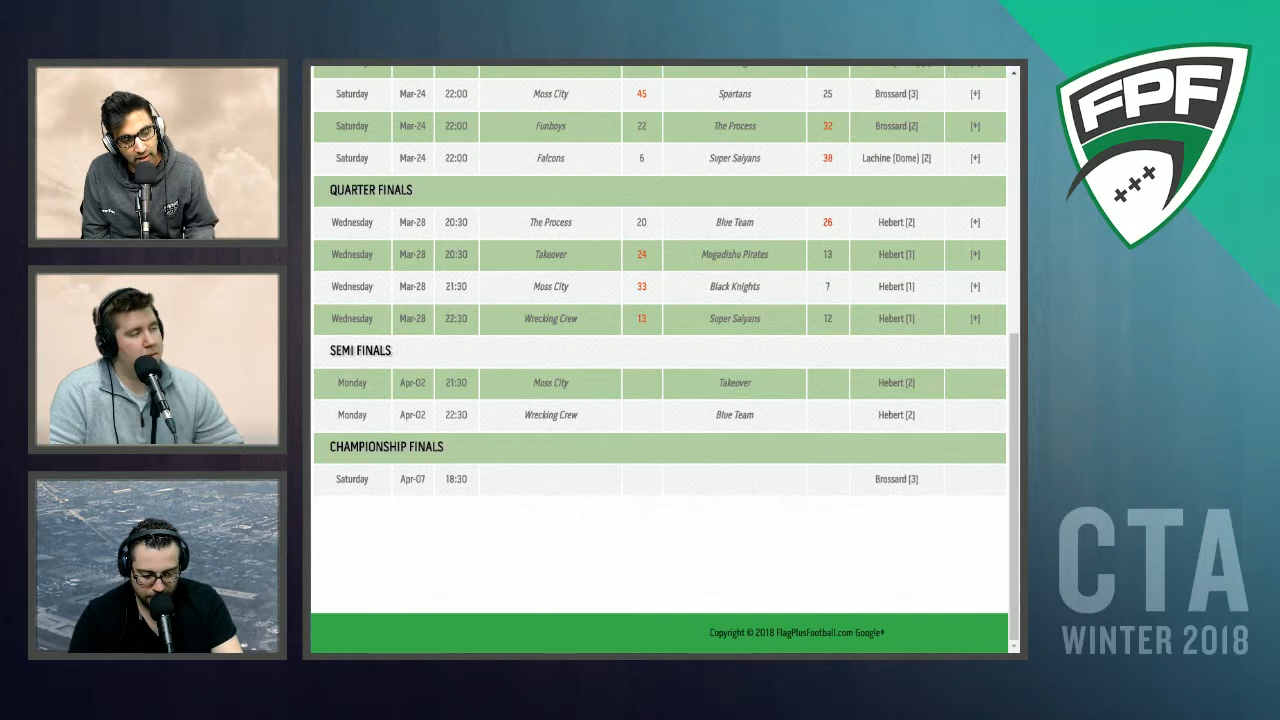 Saturday Mar-24 22:00 Moss City 45 Spartans 25 Brossard [3] [+]
Saturday Mar-24 22:00 Funboys 22 The Process 32 Brossard [2] [+]
Saturday Mar-24 22:00 Falcons 6 Super Saiyans 38 Lachine (Dome) [2] [+]
QUARTER FINALS
Wednesday Mar-28 20:30 The Process 20 Blue Team 26 Hebert [2] [+]
Wednesday Mar-28 20:30 Takeover 24 Mogadishu Pirates 13 Hebert [1] [+]
Wednesday Mar-28 21:30 Moss City 33 Black Knights 7 Hebert [1] [+]
Wednesday Mar-28 22:30 Wrecking Crew 13 Super Saiyans 12 Hebert [1] [+]
SEMI FINALS
Monday Apr-02 21:30 Moss City Takeover Hebert [2]
Monday Apr-02 22:30 Wrecking Crew Blue Team Hebert [2]
CHAMPIONSHIP FINALS
Saturday Apr-07 18:30 Brossard [3]
Copyright © 2018 FlagPlusFootball.com Google+
FPF
FPF
CTA
WINTER 2018